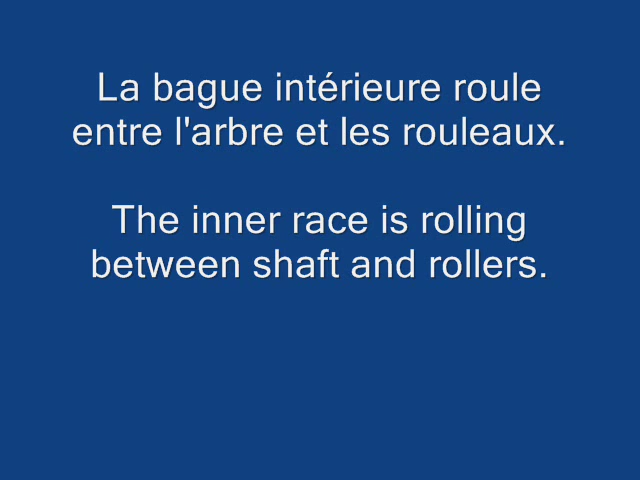 La bague intérieure roule
entre l'arbre et les rouleaux.
The inner race is rolling
between shaft and rollers.